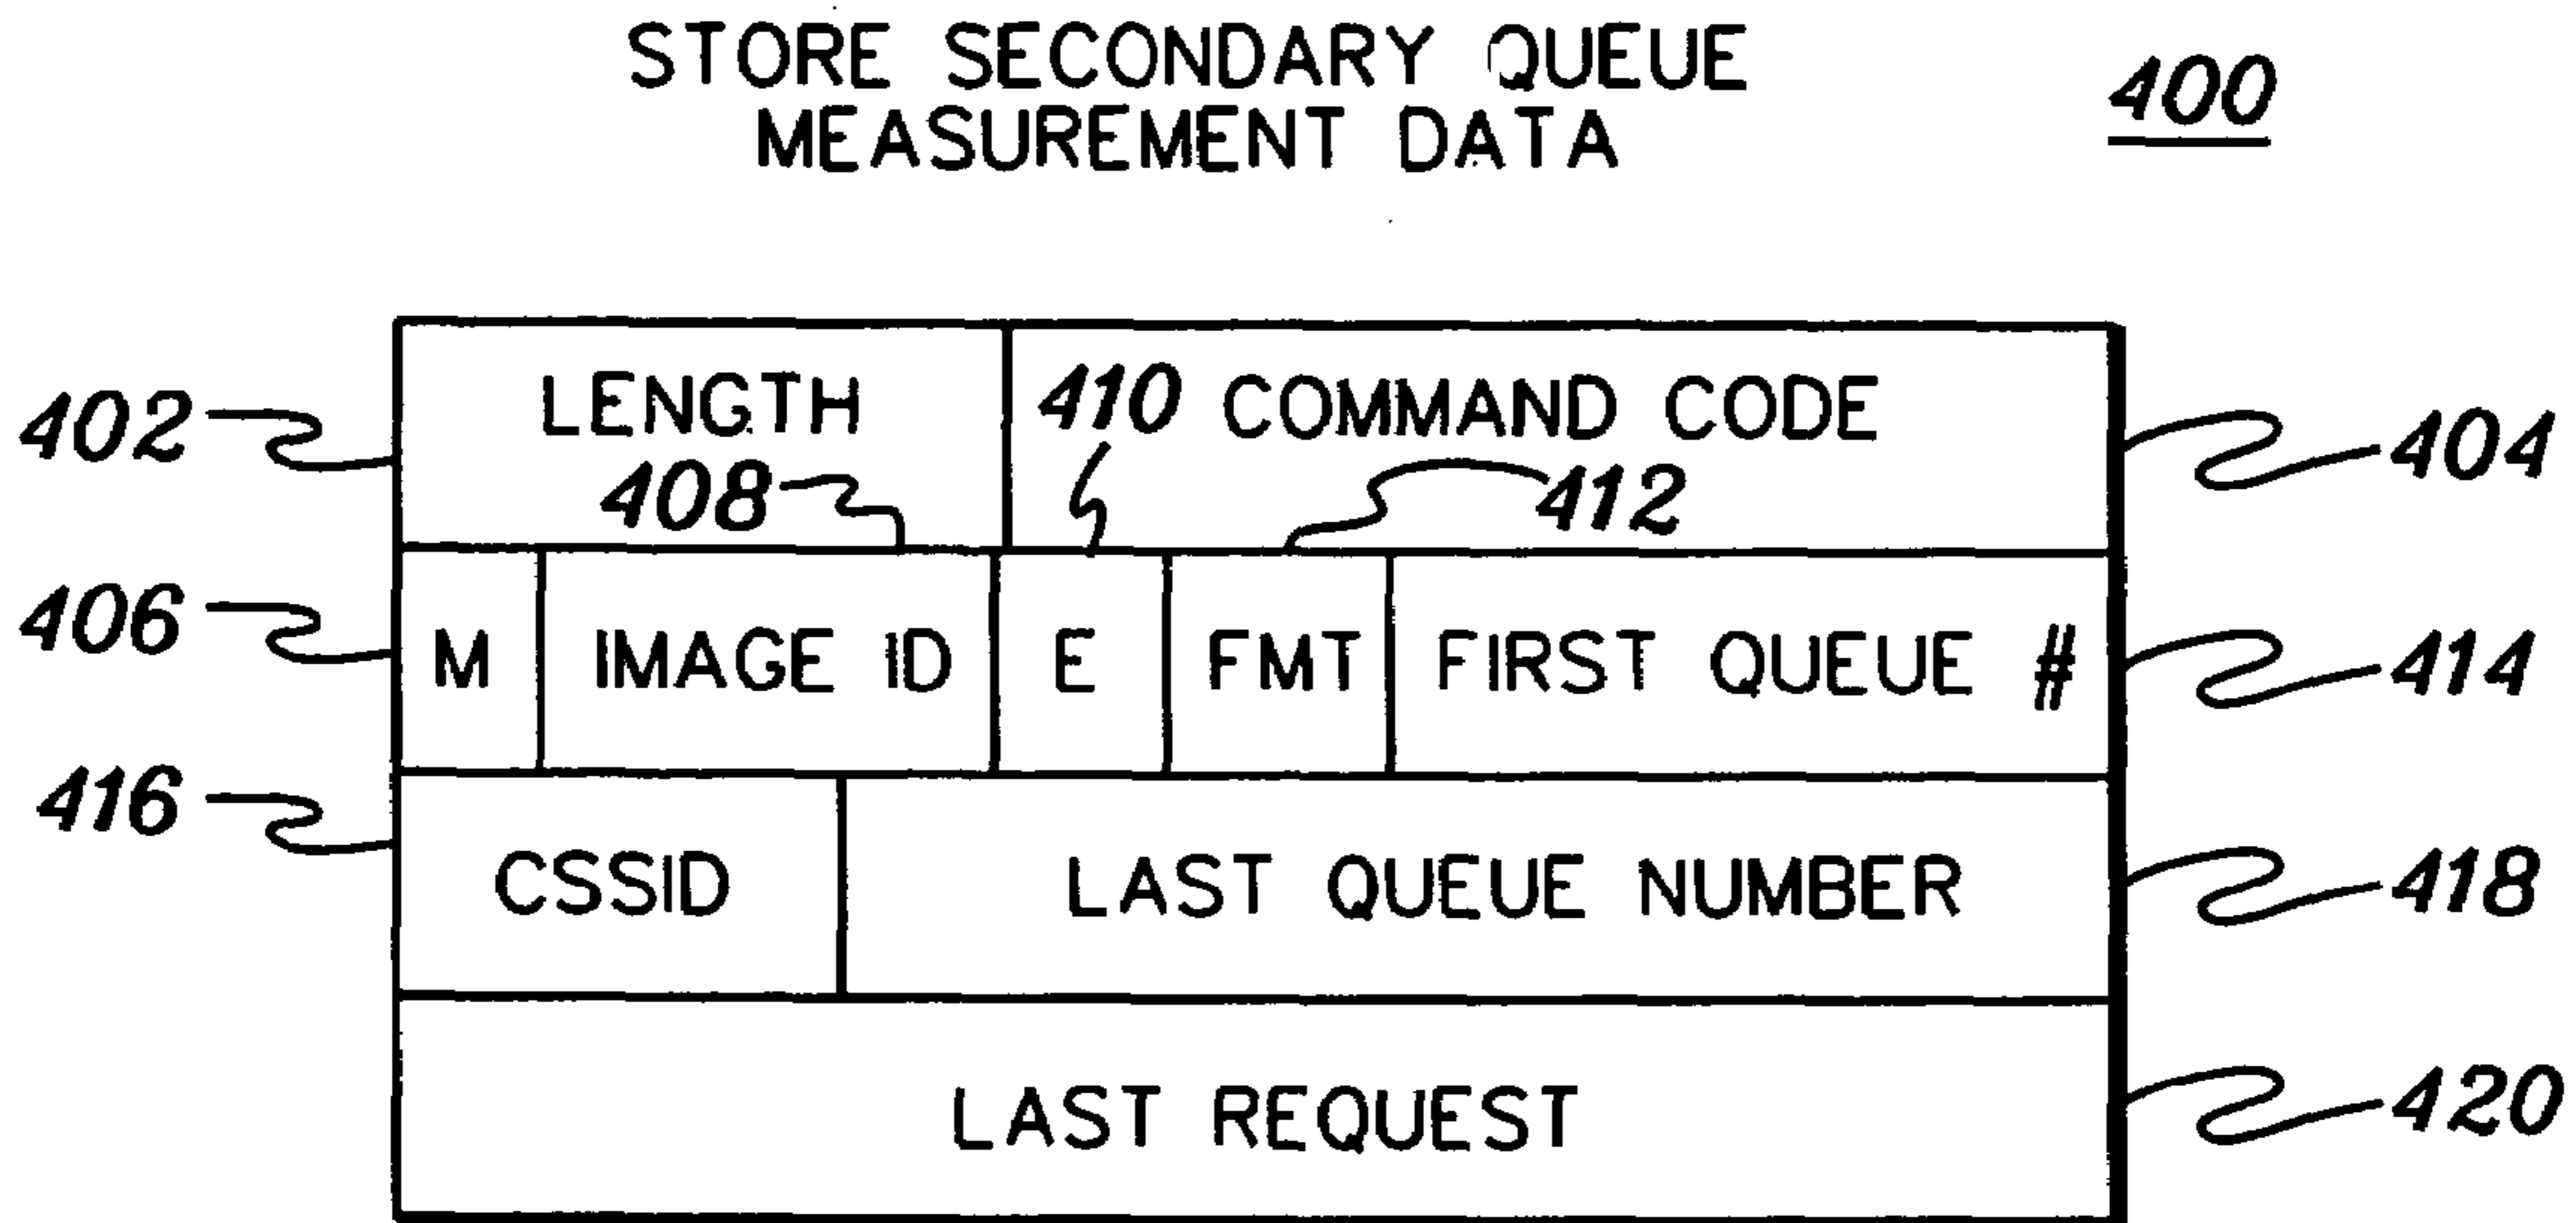 STORE SECONDARY QUEUE
MEASUREMENT DATA
400
LENGTH
410 COMMAND CODE
402
404
408
412
406
M
IMAGE ID
E
FMT
FIRST QUEUE #
414
416
CSSID
LAST QUEUE NUMBER
418
LAST REQUEST
420